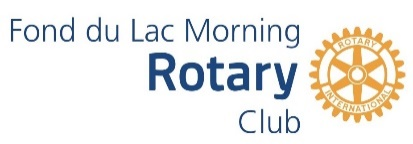 Fond du Lac Morning
Rotary
Club
ROTARY
INTERNATIONAL